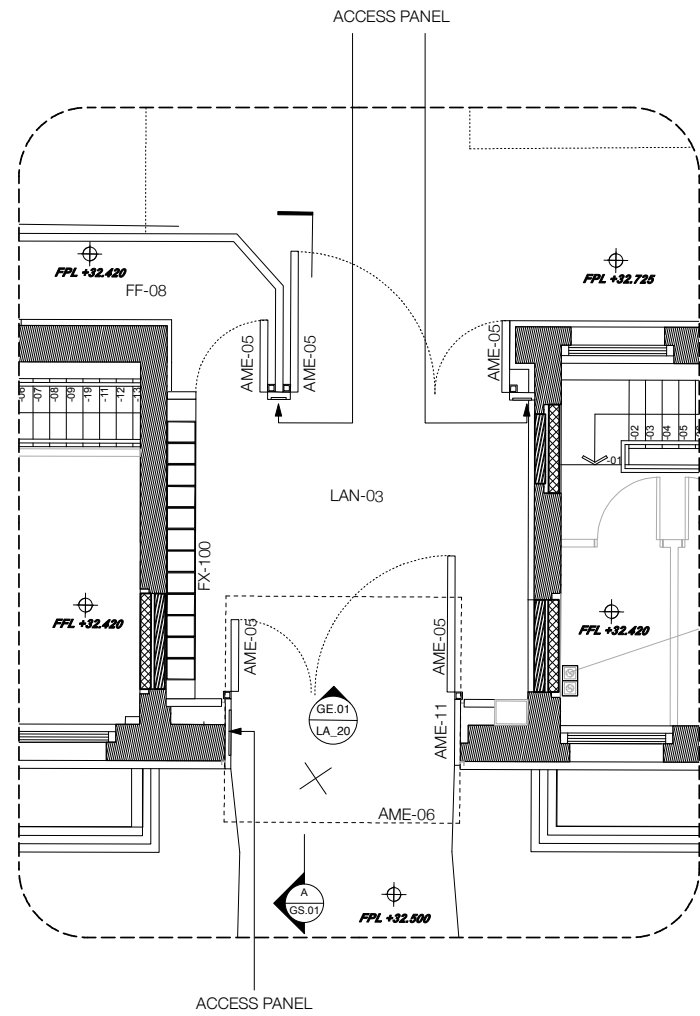 ACCESS PANEL
FPL +32.420
FPL +32.725
FF-08
AME-05
AME-05
AME-05
-06
-07
-08
-09
-19
-11
-12
-13
-02
-03
-04
-05
-01
LAN-03
FX-100
FFL +32.420
FFL +32.420
AME-05
AME-05
GE.01
LA_20
AME-11
AME-06
A
GS.01
FPL +32.500
ACCESS PANEL